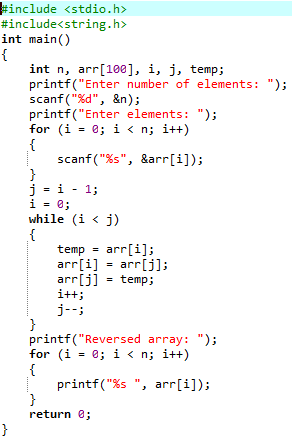 #include <stdio.h>
#include<string.h>
int main()
{
    int n, arr[100], i, j, temp;
    printf("Enter number of elements: ");
    scanf("%d", &n);
    printf("Enter elements: ");
    for (i = 0; i < n; i++)
    {
        scanf("%s", &arr[i]);
    }
    j = i - 1;
    i = 0;
    while (i < j)
    {
        temp = arr[i];
        arr[i] = arr[j];
        arr[j] = temp;
        i++;
        j--;
    }
    printf("Reversed array: ");
    for (i = 0; i < n; i++)
    {
        printf("%s ", arr[i]);
    }
    return 0;
}